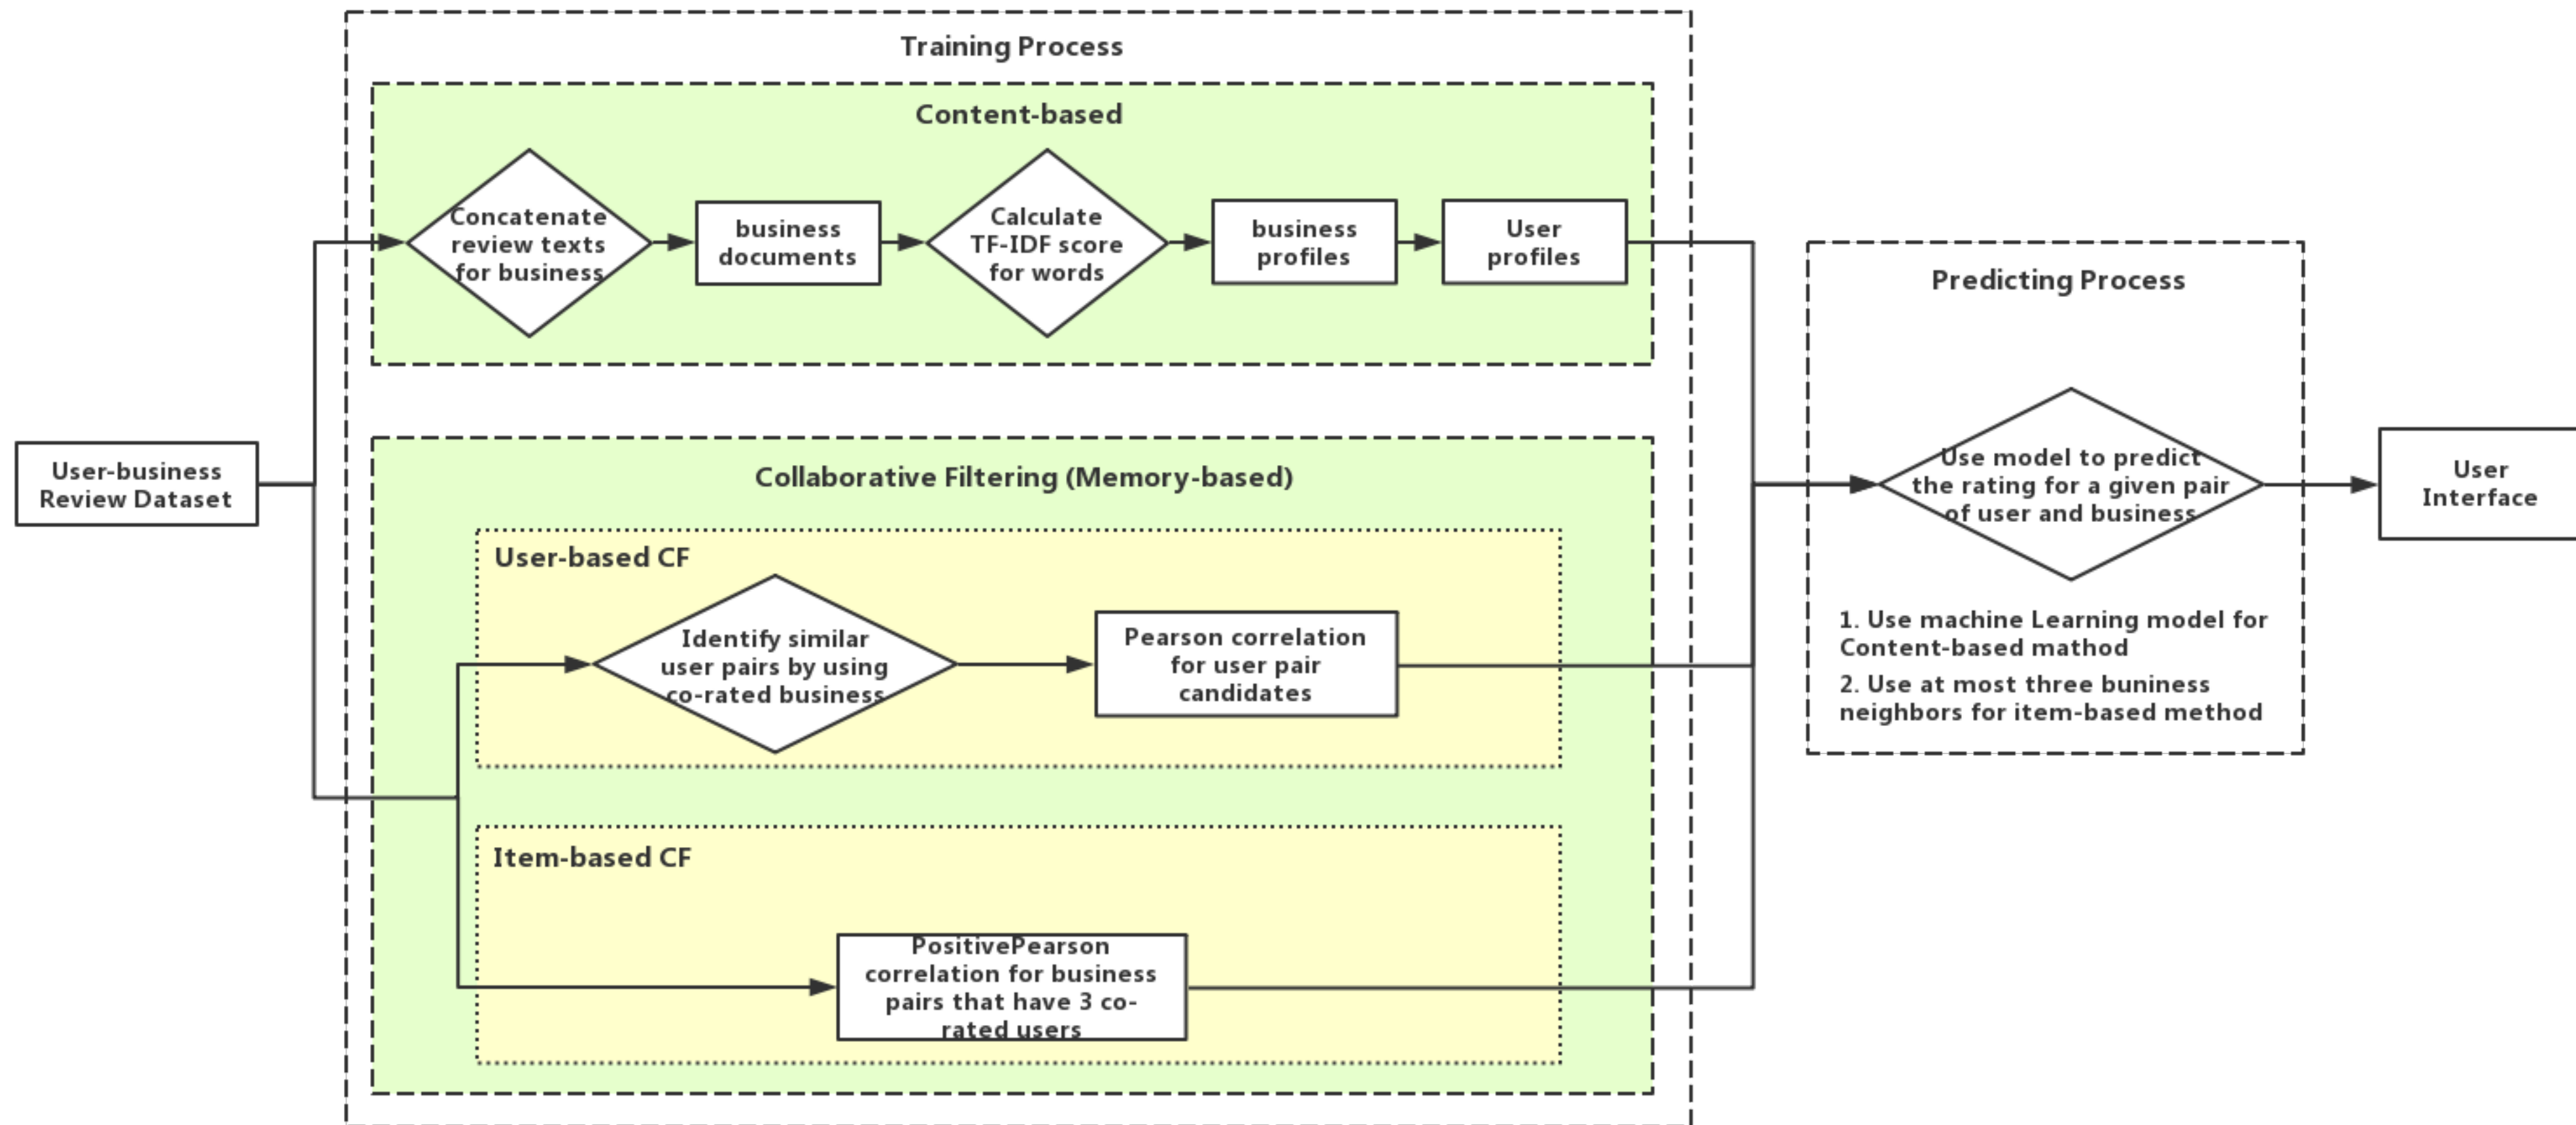 Training Process
Content-based
Concatenate
review texts
for business
business
documents
Calculate
TF-IDF score
for words
business
profiles
User
profiles
Predicting Process
User-business
Review Dataset
Collaborative Filtering (Memory-based)
Use model to predict
the rating for a given pair
of user and business
User
Interface
User-based CF
Identify similar
user pairs by using
co-rated business
Pearson correlation
for user pair
candidates
1. Use machine Learning model for
Content-based mathod
2. Use at most three buniness
neighbors for item-based method
Item-based CF
PositivePearson
correlation for business
pairs that have 3 co-
rated users